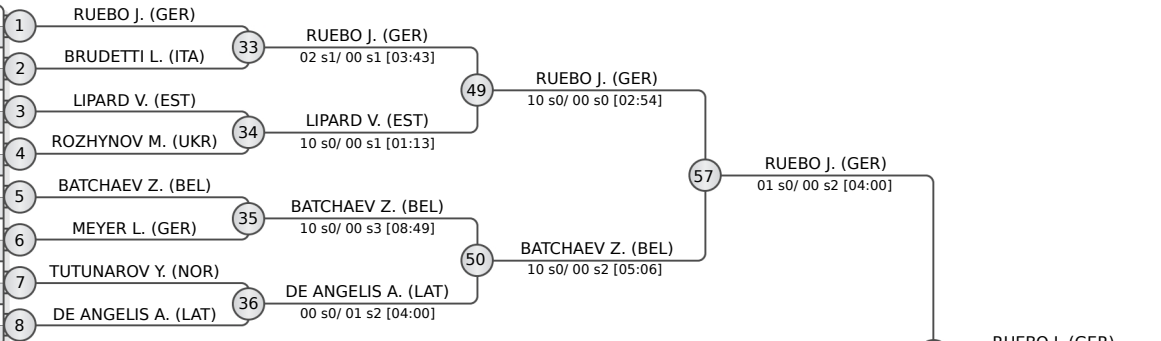 1 RUEBO J. (GER)
2 BRUDETTI L. (ITA)
33 RUEBO J. (GER)
02 s1/ 00 s1 [03:43]
3 LIPARD V. (EST)
4 ROZHYNOV M. (UKR)
34 LIPARD V. (EST)
10 s0/ 00 s1 [01:13]
49 RUEBO J. (GER)
10 s0/ 00 s0 [02:54]
5 BATCHAEV Z. (BEL)
6 MEYER L. (GER)
35 BATCHAEV Z. (BEL)
10 s0/ 00 s3 [08:49]
7 TUTUNAROV Y. (NOR)
8 DE ANGELIS A. (LAT)
36 DE ANGELIS A. (LAT)
00 s0/ 01 s2 [04:00]
50 BATCHAEV Z. (BEL)
10 s0/ 00 s2 [05:06]
57 RUEBO J. (GER)
01 s0/ 00 s2 [04:00]
RUEBO J. (GER)